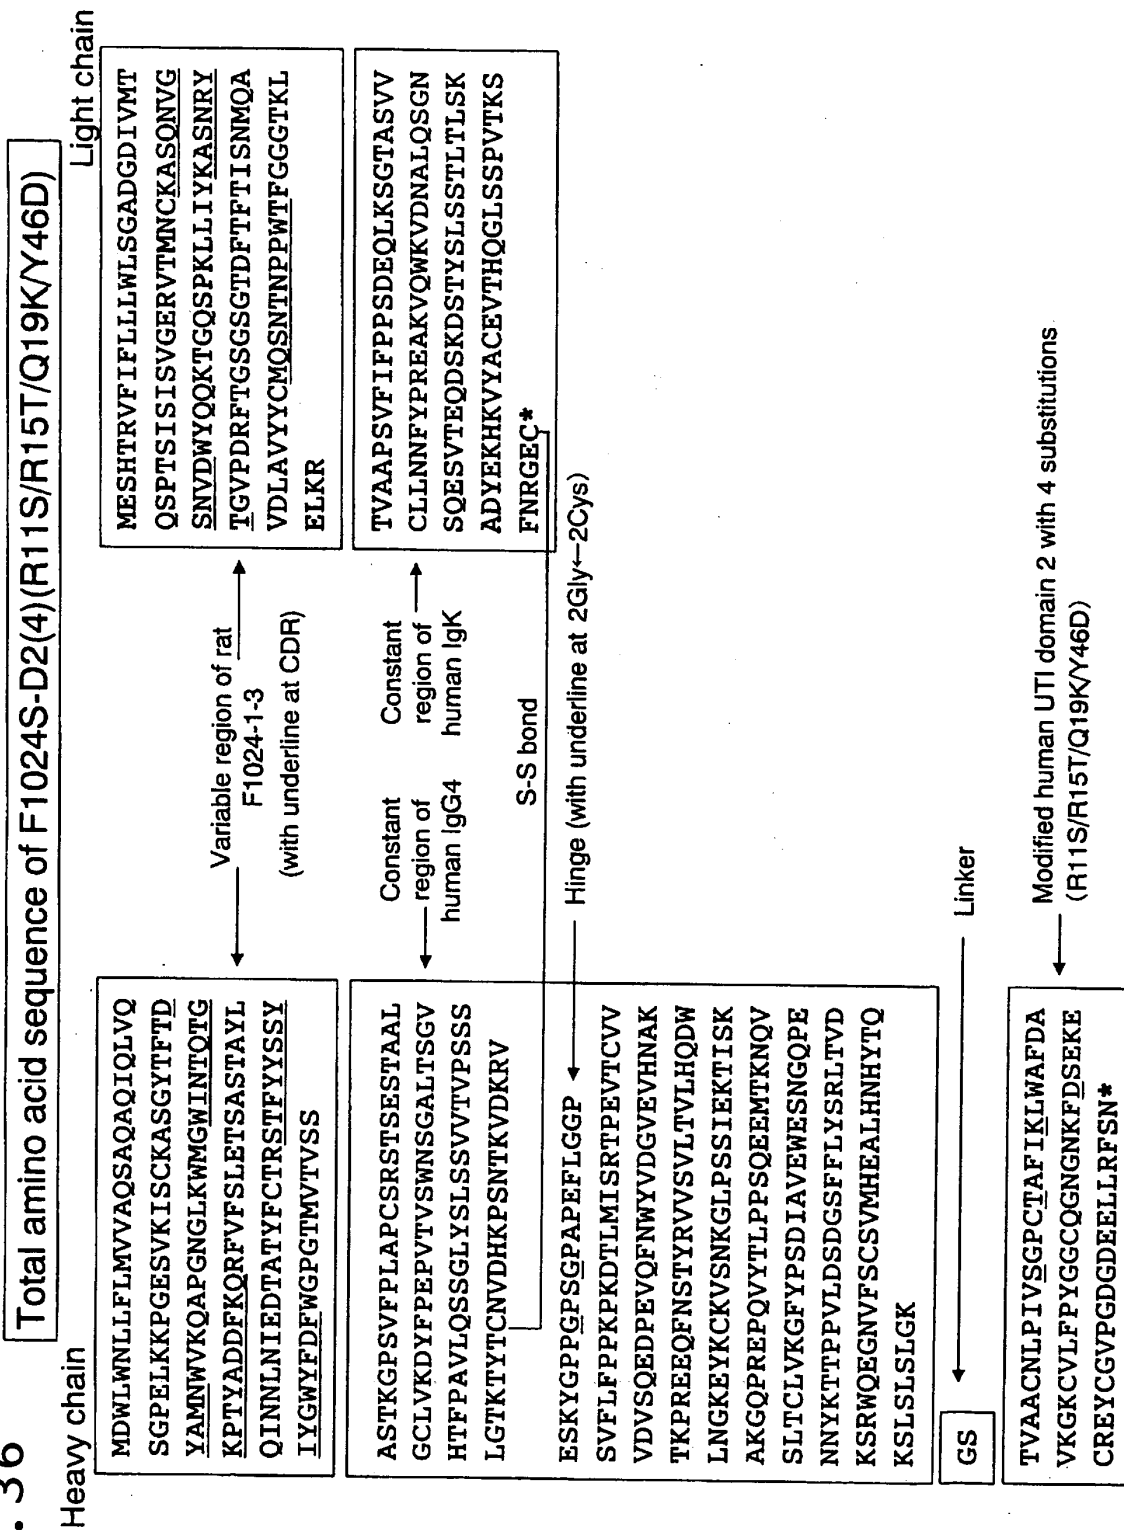 . 36
Total amino acid sequence of F1024S-D2(4)(R11S/R15T/Q19K/Y46D)
Heavy chain
Light chain
MDWLWNLLFLMVVAQSAQAQIQLVQ
SGPELKKPGESVKISCKASGYTFTD
YAMNWVKQAPGNGLKWMGWINTQTG
KPTYADDFKQRFVFSLETSASTAYL
QINNLNIEDTATYFCTRSTFYYSSY
IYGWYFDFWGPGTMVTVSS
Variable region of rat
F1024-1-3
(with underline at CDR)
MESHTRVFIFLLLWLSGADGDIVMT
QSPTSISISVGERVTMNCKASQNVG
SNVDWYQQKTGQSPKLLIYKASNRY
TGVPDRFTGSGSGTDFTFTISNMQA
VDLAVYYCMQSNTNPPWTFGGGTKL
ELKR
ASTKGPSVFPLAPCSRSTSESTAAL
GCLVKDYFPEPVTVSWNSGALTSGV
HTFPAVLQSSGLYSLSSVVTVPSSS
LGTKTYTCNVDHKPSNTKVDKRV
Constant
region of
human IgG4
Constant
region of
human IgK
TVAAPSVFIFPPSDEQLKSGTASVV
CLLNNFYPREAKVQWKVDNALQSGN
SQESVTEQDSKDSTYSLSSTLTLSK
ADYEKHKVYACEVTHQGLSSPVTKS
FNRGEC*
S-S bond
ESKYGPPGPSGPAPEFLGGP
Hinge (with underline at 2Gly←2Cys)
SVFLFPPKPKDTLMISRTPEVTCVV
VDVSQEDPEVQFNWYVDGVEVHNAK
TKPREEQFNSTYRVVSVLTVLHQDW
LNGKEYKCKVSNKGLPSSIEKTISK
AKGQPREPQVYTLPPSQEEMTKNQV
SLTCLVKGFYPSDIAVEWESNGQPE
NNYKTTPPVLDSDGSFFLYSRLTVD
KSRWQEGNVFSCSVMHEALHNHYTQ
KSLSLSLGK
GS
Linker
TVAACNLPIVSGPCTAFIKLWAFDA
VKGKCVLFPYGGCQGNGNKFDSEKE
CREYCGVPGDGDEELLRFSN*
Modified human UTI domain 2 with 4 substitutions
(R11S/R15T/Q19K/Y46D)